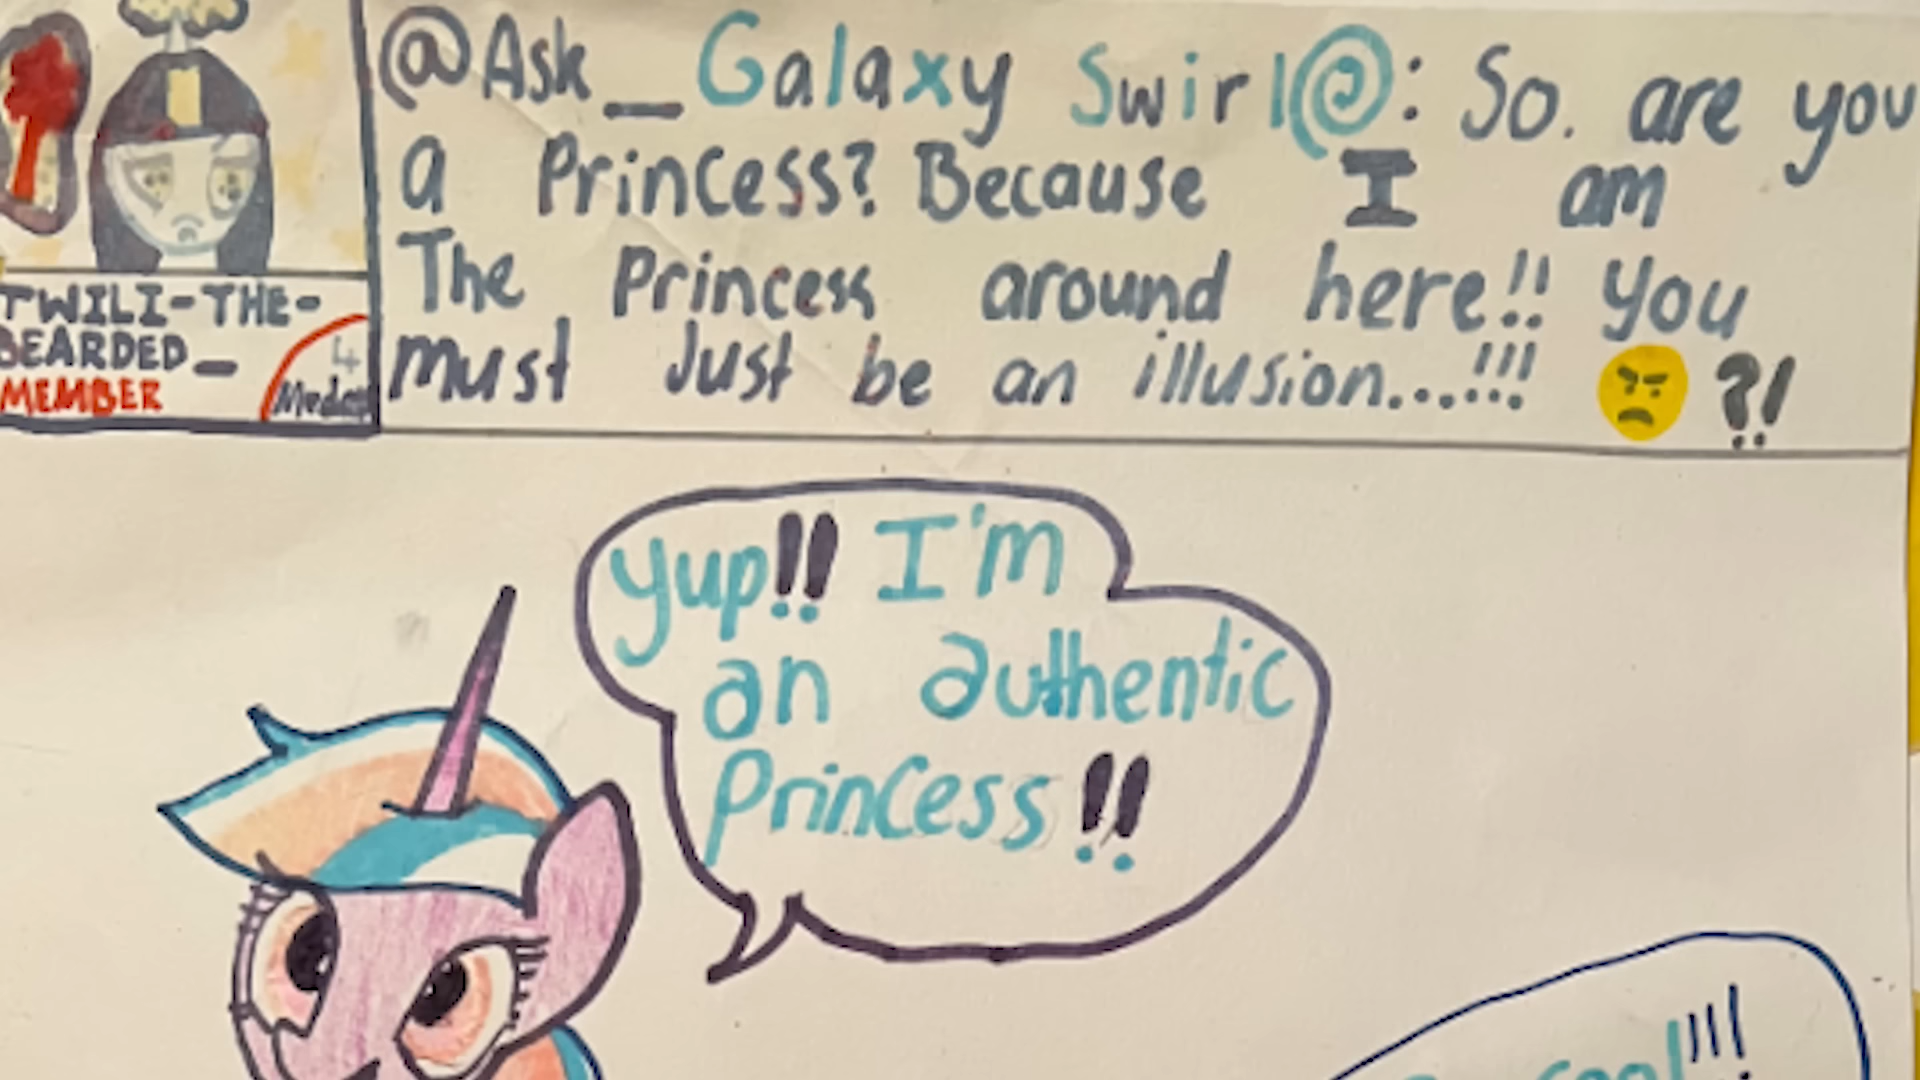 @Ask_Galaxy Swirl@: So. are you
a Princess? Because I am
The Princess around here!! You
must Just be an illusion...!!! ?!
TWILI-THE-
BEARDED_
MEMBER
4
Yup!! I'm
an authentic
Princess!!